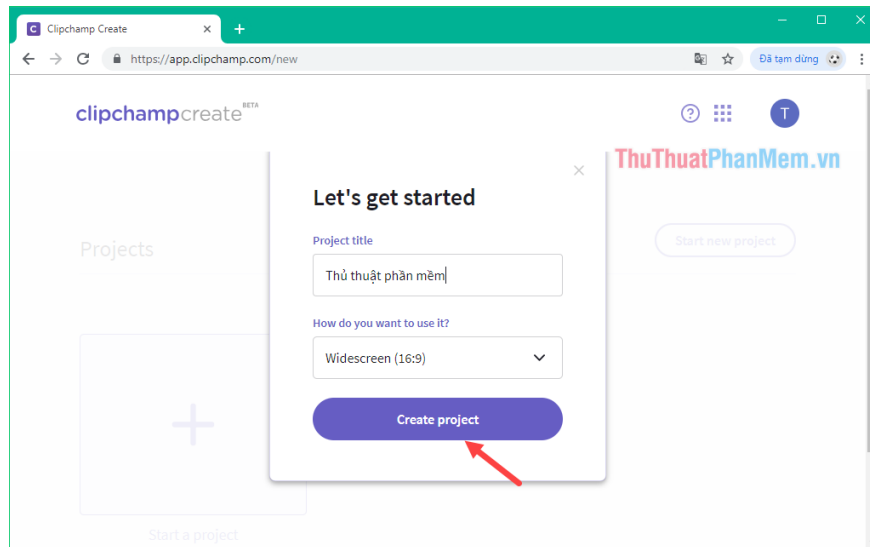 Clipchamp Create
https://app.clipchamp.com/new
Đã tạm dừng
clipchampcreate BETA
T
ThuThuatPhanMem.vn
Let's get started
Project title
Thủ thuật phần mềm
How do you want to use it?
Widescreen (16:9)
Create project
Projects
Start new project
Start a project